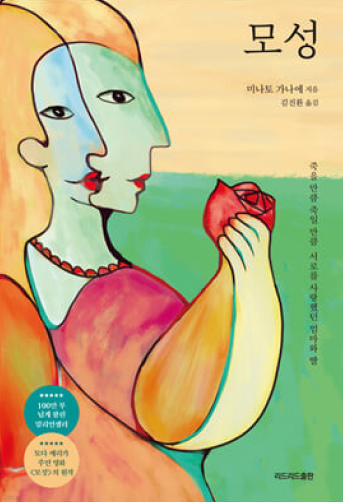 모성
미나토 가나에 지음
김진환 옮김
죽을 만큼 죽일 만큼 서로를 사랑했던 엄마와 딸
★★★★★
100만 부
넘게 팔린
밀리언셀러
★★★★★
토다 에리카
주연 영화
<모성>의 원작
리드리드출판